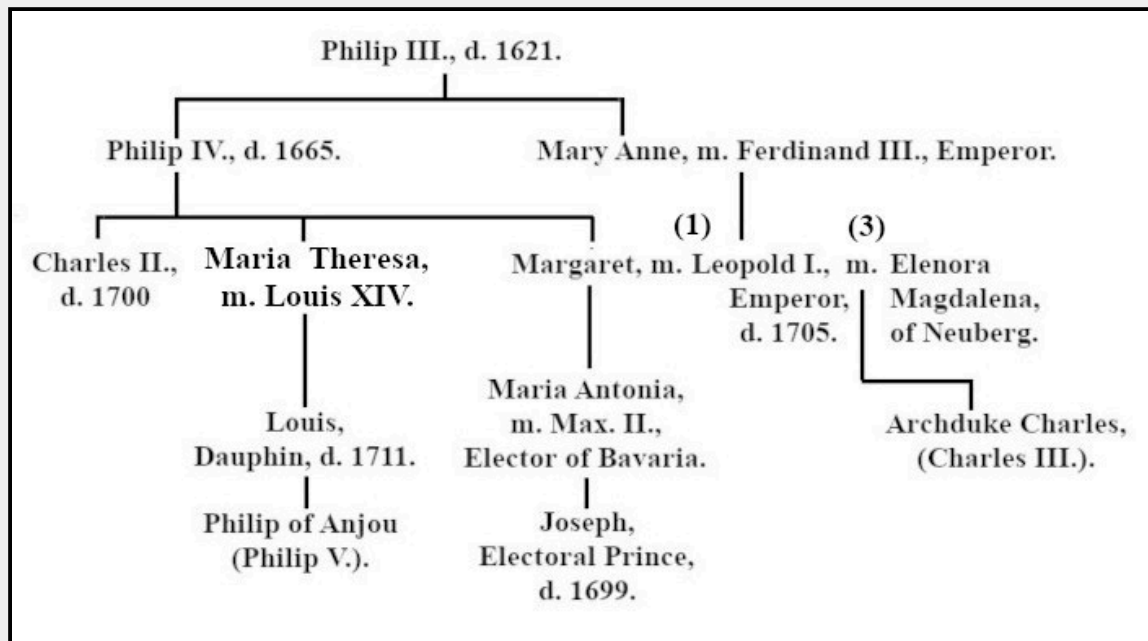 Philip III., d. 1621.
Philip IV., d. 1665.
Mary Anne, m. Ferdinand III., Emperor.
(1)
(3)
Charles II.,
d. 1700
Maria Theresa,
m. Louis XIV.
Margaret, m. Leopold I., m. Elenora
Emperor,
d. 1705.
Magdalena,
of Neuberg.
Maria Antonia,
m. Max. II.,
Elector of Bavaria.
Louis,
Dauphin, d. 1711.
Archduke Charles,
(Charles III.).
Philip of Anjou
(Philip V.).
Joseph,
Electoral Prince,
d. 1699.